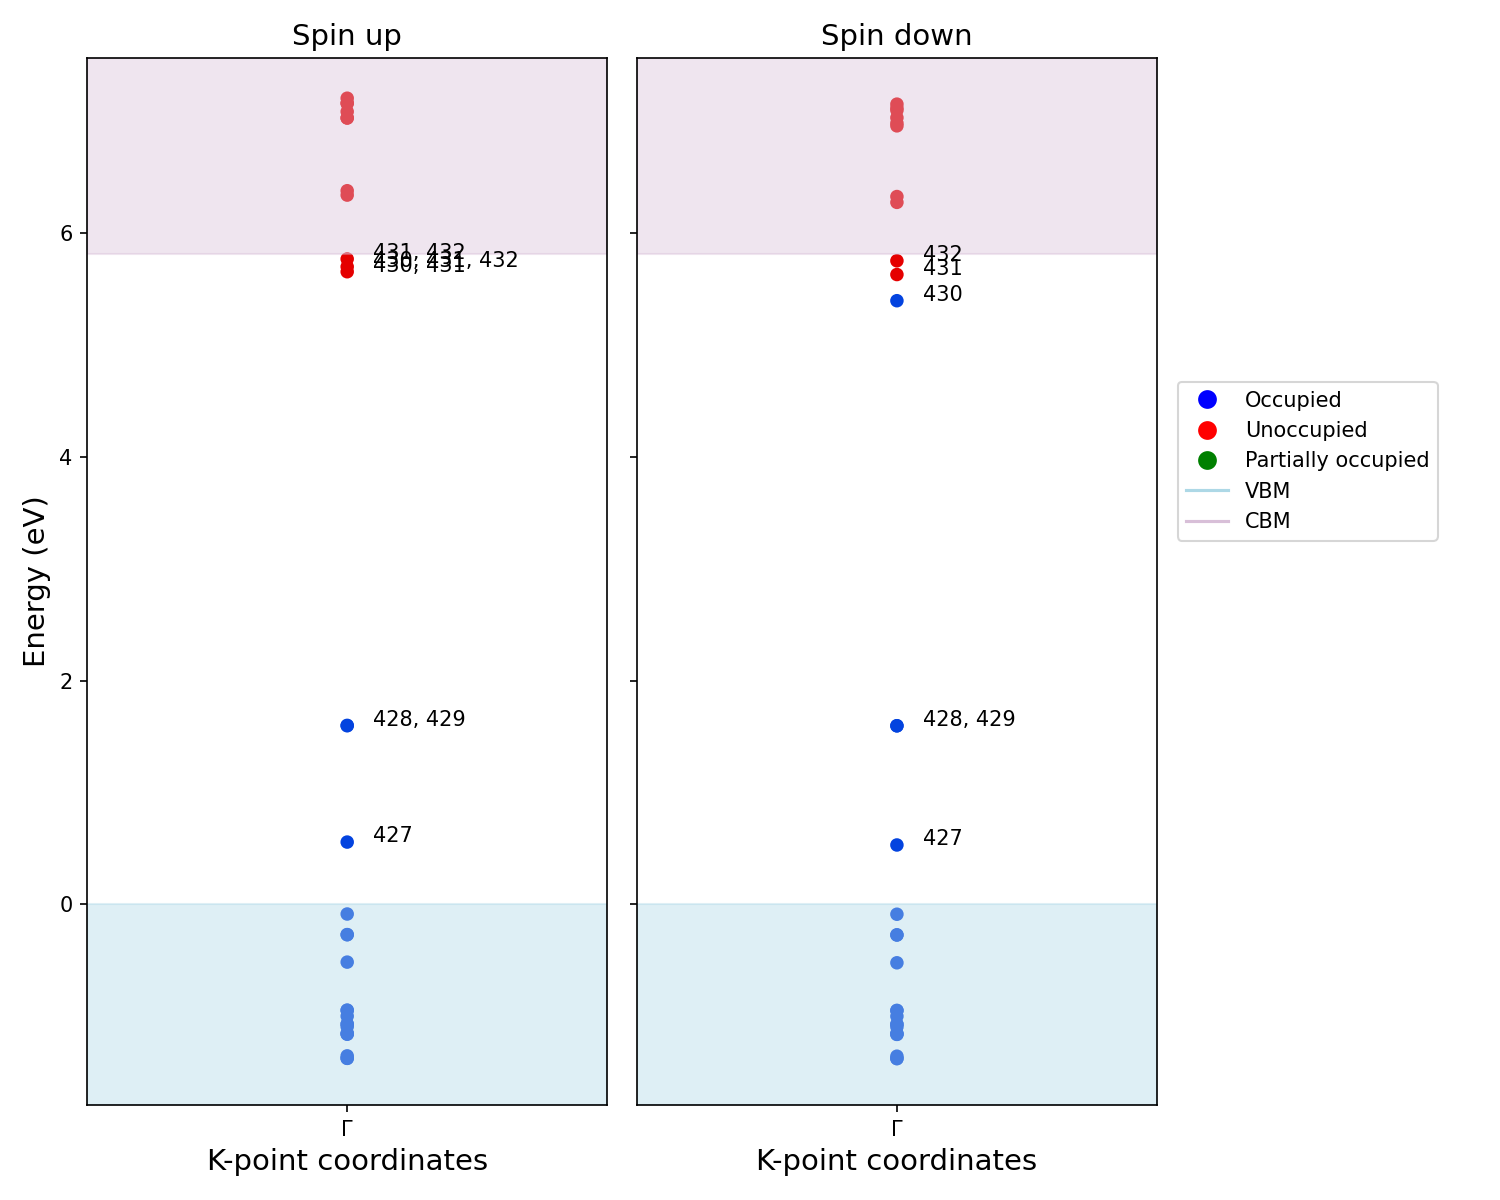 Spin up
Spin down
Energy (eV)
6
4
2
0
431, 432
430, 431, 432
430, 431
428, 429
427
432
431
430
428, 429
427
Γ
Γ
K-point coordinates
K-point coordinates
Occupied
Unoccupied
Partially occupied
VBM
CBM